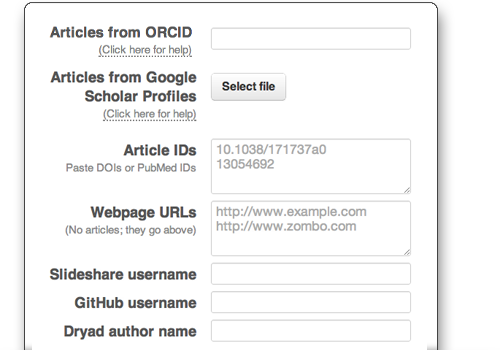 Articles from ORCID
(Click here for help)
Articles from Google
Scholar Profiles
Select file
(Click here for help)
Article IDs
Paste DOIs or PubMed IDs
10.1038/171737a0
13054692
Webpage URLs
(No articles; they go above)
http://www.example.com
http://www.zombo.com
Slideshare username
GitHub username
Dryad author name